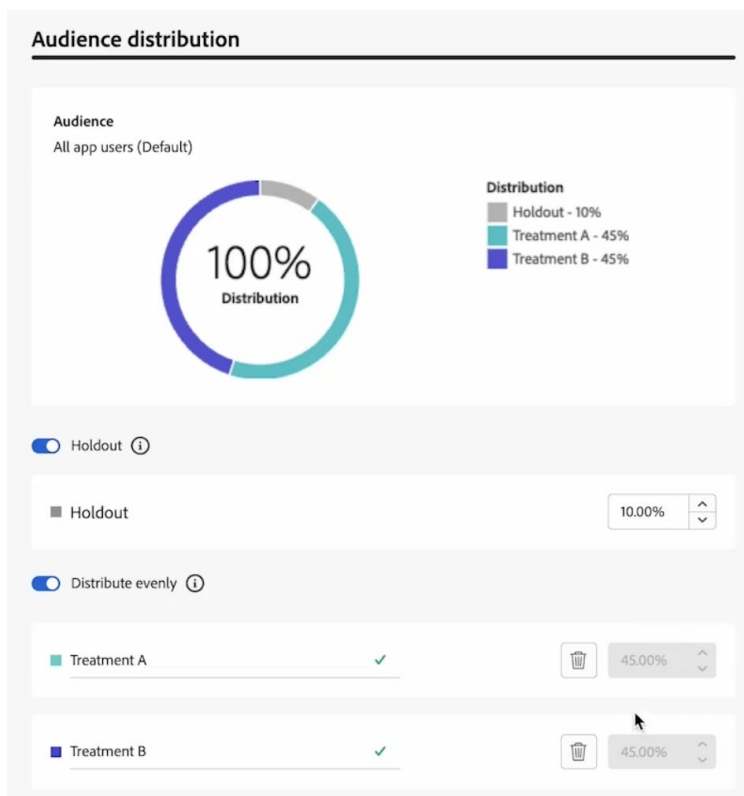 Audience distribution
Audience
All app users (Default)
100%
Distribution
Distribution
Holdout - 10%
Treatment A - 45%
Treatment B - 45%
Holdout
Holdout
10.00%
Distribute evenly
Treatment A
45.00%
Treatment B
45.00%